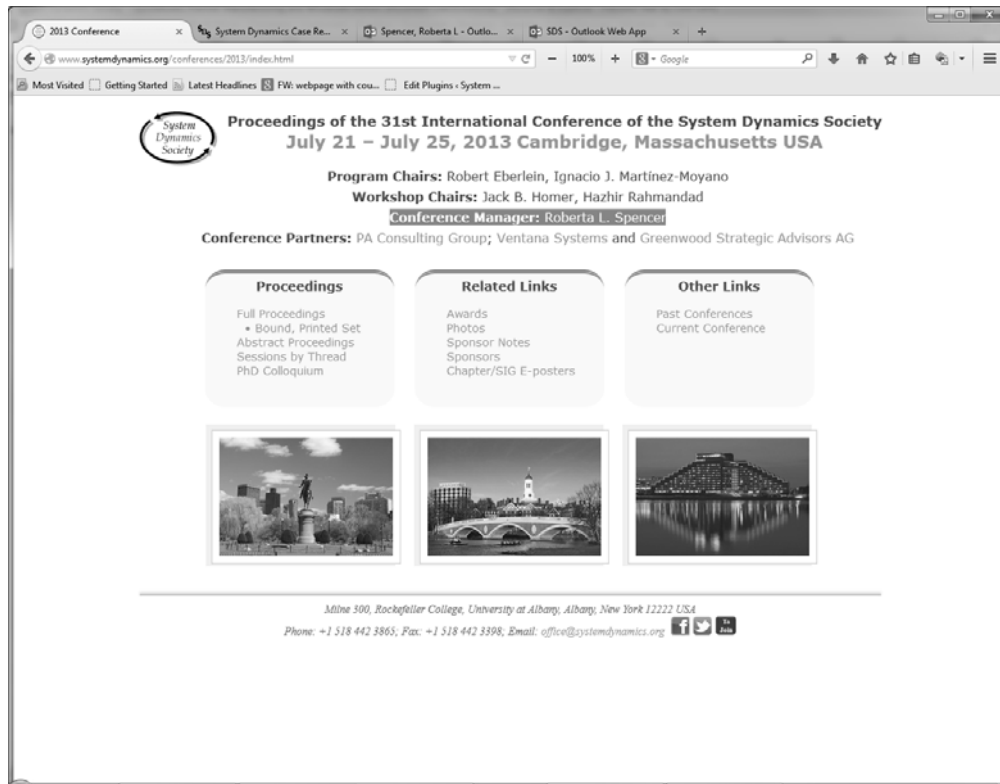 2013 Conference
System Dynamics Case Re...
Spencer, Roberta L - Outlo...
SDS - Outlook Web App
www.systemdynamics.org/conferences/2013/index.html
100%
Google
Most Visited
Getting Started
Latest Headlines
FW: webpage with cou...
Edit Plugins ‹ System ...
System
Dynamics
Society
Proceedings of the 31st International Conference of the System Dynamics Society
July 21 – July 25, 2013 Cambridge, Massachusetts USA
Program Chairs: Robert Eberlein, Ignacio J. Martínez-Moyano
Workshop Chairs: Jack B. Homer, Hazhir Rahmandad
Conference Manager: Roberta L. Spencer
Conference Partners: PA Consulting Group; Ventana Systems and Greenwood Strategic Advisors AG
Proceedings
Full Proceedings
• Bound, Printed Set
Abstract Proceedings
Sessions by Thread
PhD Colloquium
Related Links
Awards
Photos
Sponsor Notes
Sponsors
Chapter/SIG E-posters
Other Links
Past Conferences
Current Conference
Milne 300, Rockefeller College, University at Albany, Albany, New York 12222 USA
Phone: +1 518 442 3865; Fax: +1 518 442 3398; Email: office@systemdynamics.org
To
Join